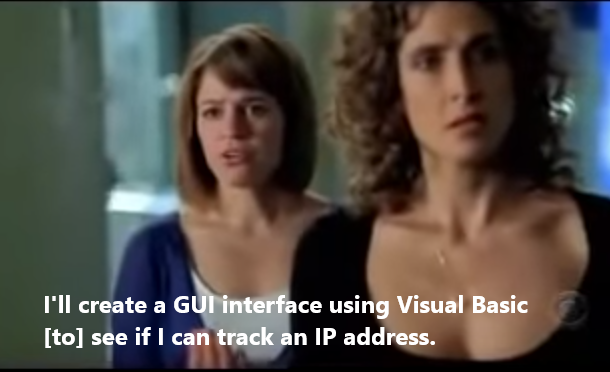 I'll create a GUI interface using Visual Basic
[to] see if I can track an IP address.